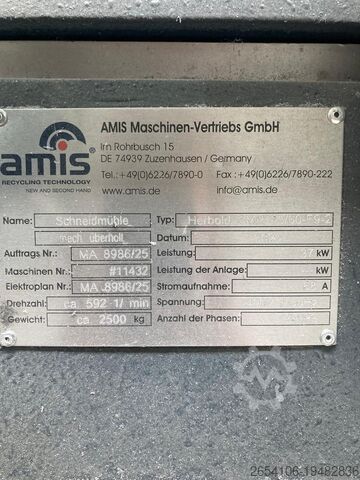 AMIS Maschinen-Vertriebs GmbH
Im Rohrbusch 15
DE 74939 Zuzenhausen / Germany
Tel.: +49(0)6226/7890-0 Fax :+49(0)6226/7890-222
www.amis.de info@amis.de
amis
RECYCLING TECHNOLOGY
NEW AND SECOND HAND
Name: Schneidmühle Typ: Herbold
mech. überholt Datum:
Auftrags Nr.: MA 8986/25 Leistung: 37 kW
Maschinen Nr.: #11432 Leistung der Anlage: kW
Elektroplan Nr.: MA 8986/25 Stromaufnahme: A
Drehzahl: ca. 592 1/ min Spannung:
Gewicht: ca 2500 kg Anzahl der Phasen:
2654106-19482836